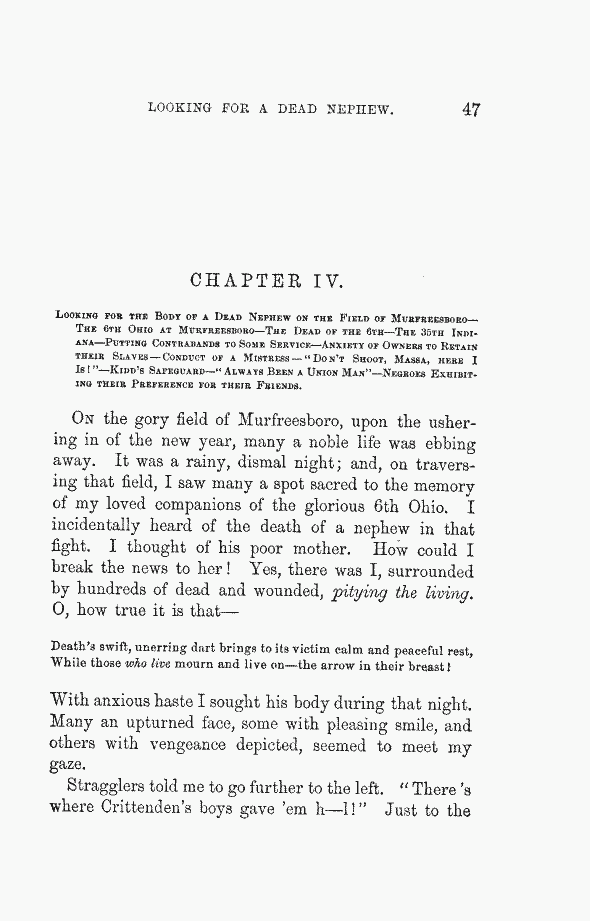 LOOKING FOR A DEAD NEPHEW. 47
CHAPTER IV.
LOOKING FOR THE BODY OF A DEAD NEPHEW ON THE FIELD OF MURFREESBORO—
THE 6TH OHIO AT MURFREESBORO—THE DEAD OF THE 6TH—THE 35TH INDI-
ANA—PUTTING CONTRABANDS TO SOME SERVICE—ANXIETY OF OWNERS TO RETAIN
THEIR SLAVES—CONDUCT OF A MISTRESS—"DON'T SHOOT, MASSA, HERE I
IS!"—KIDD'S SAFEGUARD—"ALWAYS BEEN A UNION MAN"—NEGROES EXHIBIT-
ING THEIR PREFERENCE FOR THEIR FRIENDS.
ON the gory field of Murfreesboro, upon the usher-
ing in of the new year, many a noble life was ebbing
away. It was a rainy, dismal night; and, on travers-
ing that field, I saw many a spot sacred to the memory
of my loved companions of the glorious 6th Ohio. I
incidentally heard of the death of a nephew in that
fight. I thought of his poor mother. How could I
break the news to her! Yes, there was I, surrounded
by hundreds of dead and wounded, pitying the living.
O, how true it is that—
Death's swift, unerring dart brings to its victim calm and peaceful rest,
While those who live mourn and live on—the arrow in their breast!
With anxious haste I sought his body during that night.
Many an upturned face, some with pleasing smile, and
others with vengeance depicted, seemed to meet my
gaze.
Stragglers told me to go further to the left. "There 's
where Crittenden's boys gave 'em h—l!" Just to the